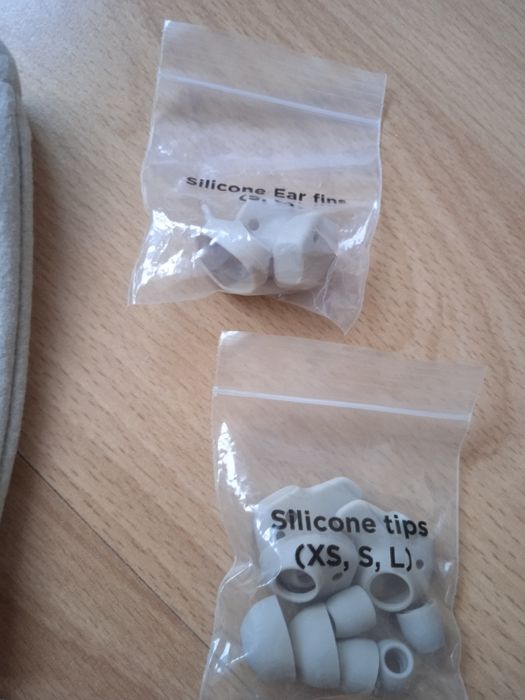 Silicone Ear fins
Silicone tips
(XS, S, L)